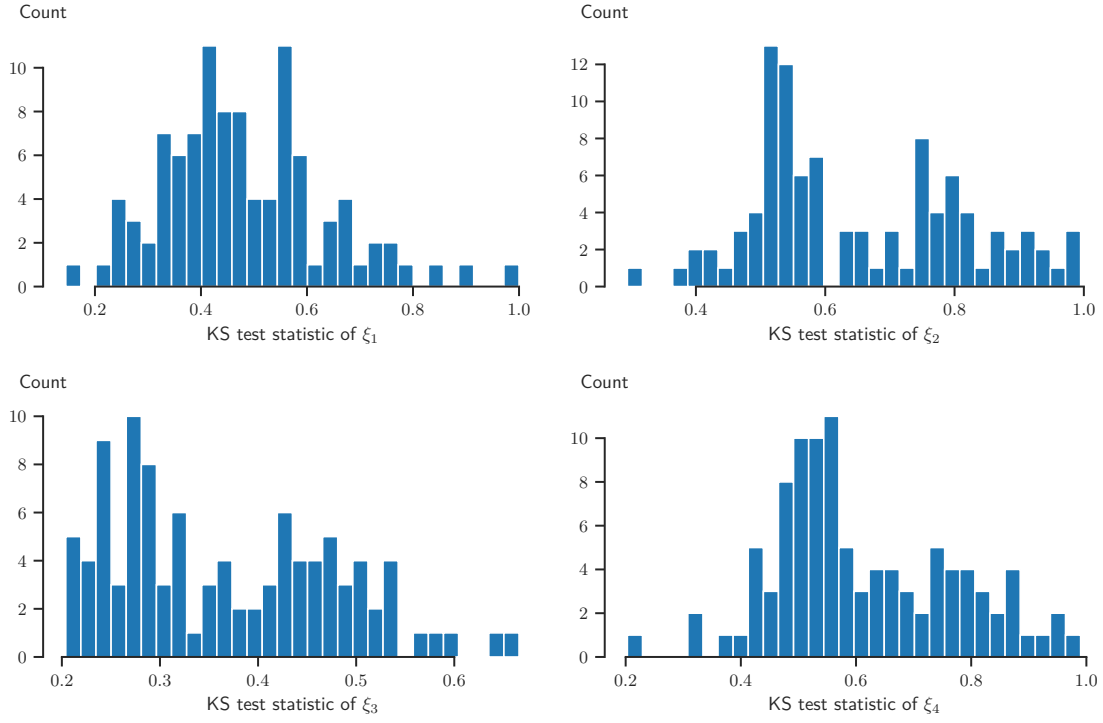 Count
10
8
6
4
2
0
0.2 0.4 0.6 0.8 1.0
KS test statistic of ξ₁
Count
12
10
8
6
4
2
0
0.4 0.6 0.8 1.0
KS test statistic of ξ₂
Count
10
8
6
4
2
0
0.2 0.3 0.4 0.5 0.6
KS test statistic of ξ₃
Count
10
8
6
4
2
0
0.2 0.4 0.6 0.8 1.0
KS test statistic of ξ₄